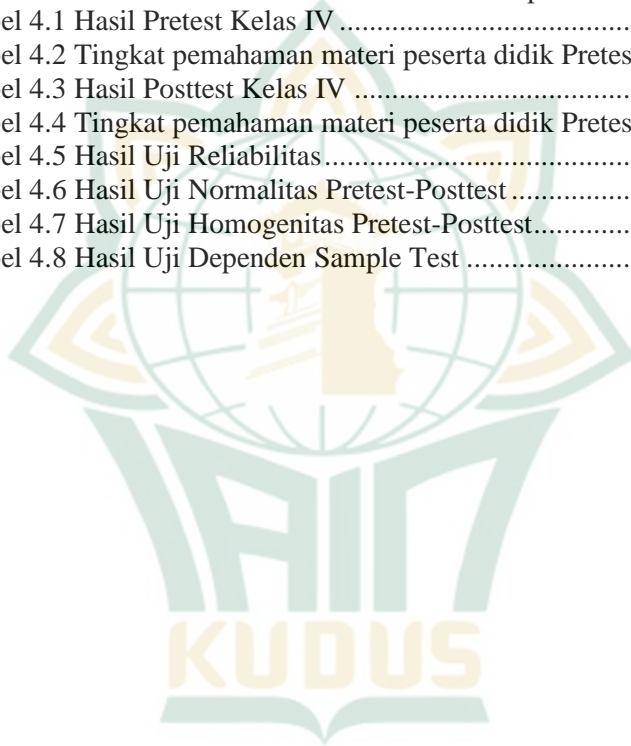 el 4.1 Hasil Pretest Kelas IV ........................................
el 4.2 Tingkat pemahaman materi peserta didik Pretes
el 4.3 Hasil Posttest Kelas IV ......................................
el 4.4 Tingkat pemahaman materi peserta didik Pretes
el 4.5 Hasil Uji Reliabilitas...........................................
el 4.6 Hasil Uji Normalitas Pretest-Posttest .................
el 4.7 Hasil Uji Homogenitas Pretest-Posttest..............
el 4.8 Hasil Uji Dependen Sample Test .......................
IAIN
KUDUS